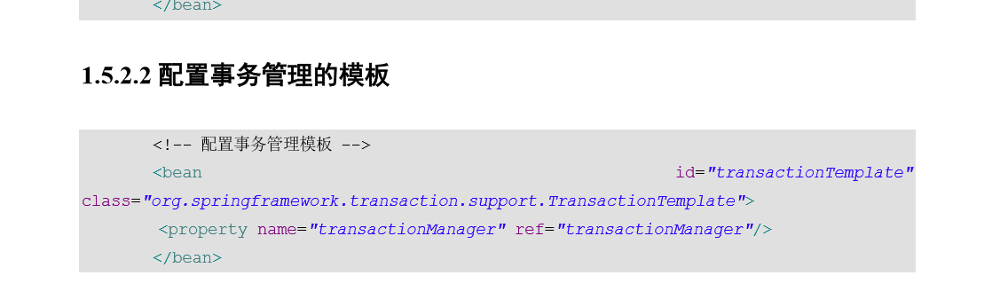 </bean>
1.5.2.2 配置事务管理的模板
<!-- 配置事务管理模板 -->
<bean id="transactionTemplate"
class="org.springframework.transaction.support.TransactionTemplate">
<property name="transactionManager" ref="transactionManager"/>
</bean>